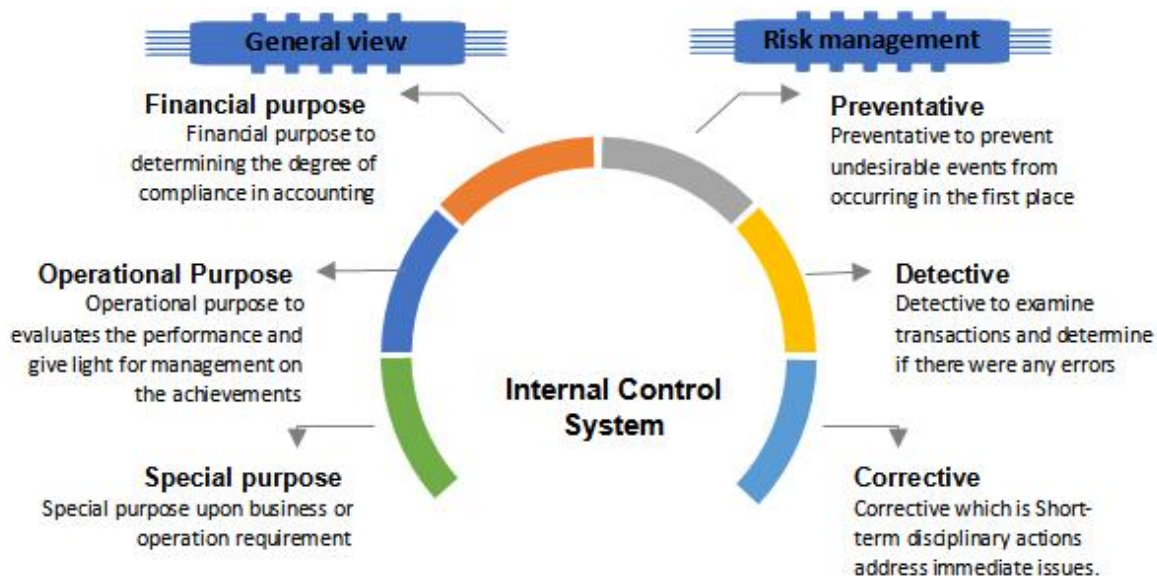 General view
Risk management
Financial purpose
Financial purpose to
determining the degree of
compliance in accounting
Preventative
Preventative to prevent
undesirable events from
occurring in the first place
Operational Purpose
Operational purpose to
evaluates the performance and
give light for management on
the achievements
Detective
Detective to examine
transactions and determine
if there were any errors
Internal Control
System
Special purpose
Special purpose upon business or
operation requirement
Corrective
Corrective which is Short-
term disciplinary actions
address immediate issues.